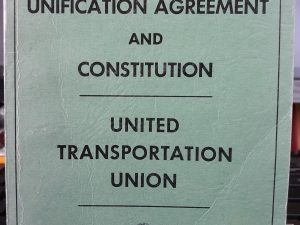 UNIFICATION AGREEMENT
AND
CONSTITUTION
UNITED
TRANSPORTATION
UNION